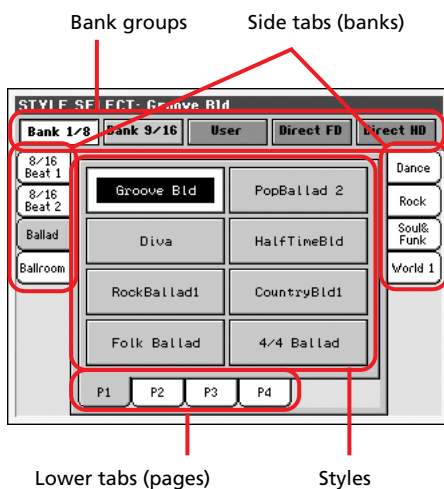 Bank groups
Side tabs (banks)
STYLE SELECT: Groove Bld
Bank 1/8
Bank 9/16
User
Direct FD
Direct HD
8/16
Beat 1
8/16
Beat 2
Ballad
Ballroom
Groove Bld
PopBallad 2
Diva
HalfTimeBld
RockBallad1
CountryBld1
Folk Ballad
4/4 Ballad
Dance
Rock
Soul&
Funk
World 1
P1
P2
P3
P4
Lower tabs (pages)
Styles